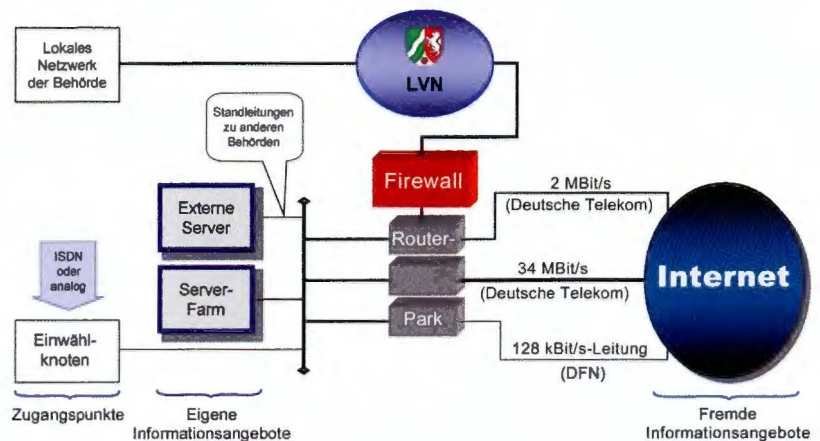 Lokales
Netzwerk
der Behörde
LVN
Standleitungen
zu anderen
Behörden
Firewall
Externe
Server
Router-
2 MBit/s
(Deutsche Telekom)
ISDN
oder
analog
Server-
Farm
34 MBit/s
(Deutsche Telekom)
Internet
Park
Einwähl-
knoten
128 kBit/s-Leitung
(DFN)
Zugangspunkte
Eigene
Informationsangebote
Fremde
Informationsangebote